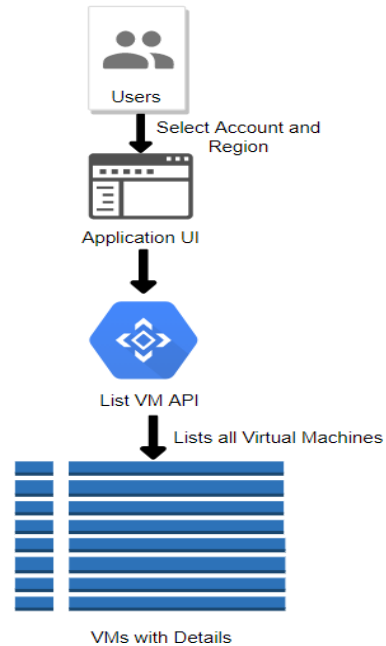 Users
Select Account and
Region
Application UI
List VM API
Lists all Virtual Machines
VMs with Details